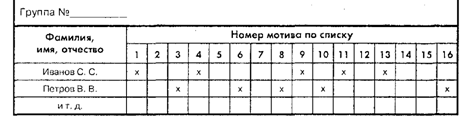 Группа №
Фамилия, имя, отчество Номер мотива по списку
1 2 3 4 5 6 7 8 9 10 11 12 13 14 15 16
Иванов С. С. x x x x x
Петров В. В. x x x x x
и т. д.